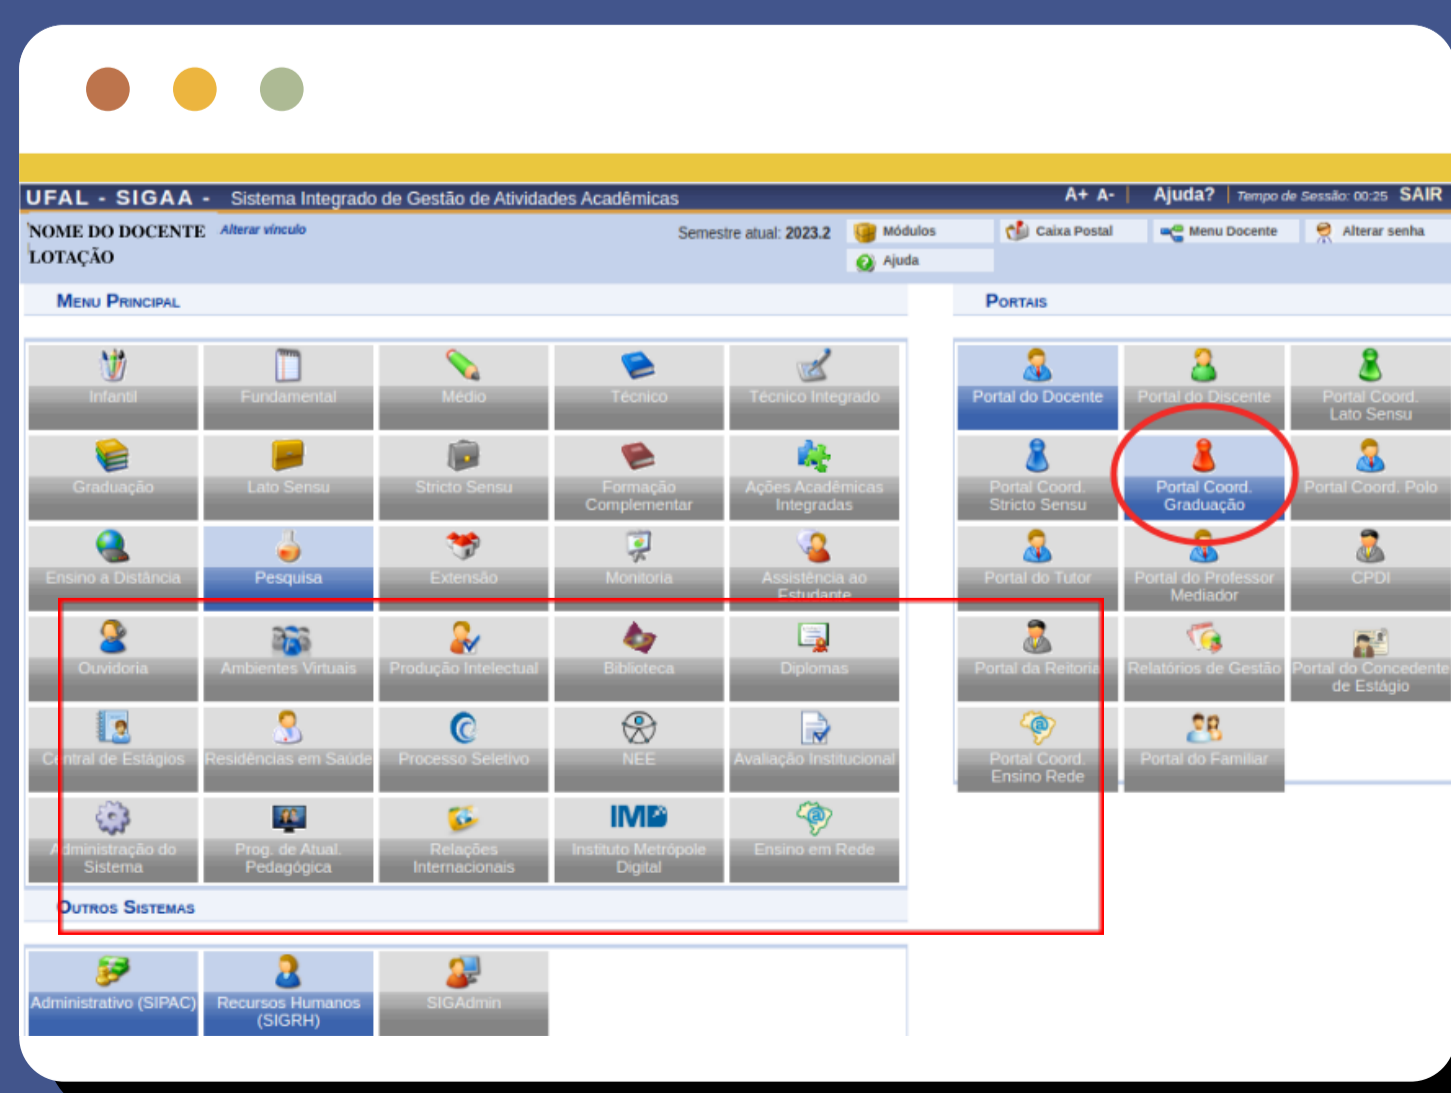 UFAL - SIGAA - Sistema Integrado de Gestão de Atividades Acadêmicas
A+ A- | Ajuda? | Tempo de Sessão: 00:25 SAIR
NOME DO DOCENTE Alterar vínculo
LOTAÇÃO
Semestre atual: 2023.2
Módulos
Caixa Postal
Menu Docente
Alterar senha
Ajuda
MENU PRINCIPAL
Infantil
Fundamental
Médio
Técnico
Técnico Integrado
Graduação
Lato Sensu
Stricto Sensu
Formação
Complementar
Ações Acadêmicas
Integradas
Ensino a Distância
Pesquisa
Extensão
Monitoria
Assistência ao
Estudante
Ouvidoria
Ambientes Virtuais
Produção Intelectual
Biblioteca
Diplomas
Central de Estágios
Residências em Saúde
Processo Seletivo
NEE
Avaliação Institucional
Administração do
Sistema
Prog. de Atual.
Pedagógica
Relações
Internacionais
IMD
Instituto Metrópole
Digital
Ensino em Rede
OUTROS SISTEMAS
Administrativo (SIPAC)
Recursos Humanos
(SIGRH)
SIGAdmin
PORTAIS
Portal do Docente
Portal do Discente
Portal Coord.
Lato Sensu
Portal Coord.
Stricto Sensu
Portal Coord.
Graduação
Portal Coord. Polo
Portal do Tutor
Portal do Professor
Mediador
CPDI
Portal da Reitoria
Relatórios de Gestão
Portal do Concedente
de Estágio
Portal Coord.
Ensino Rede
Portal do Familiar